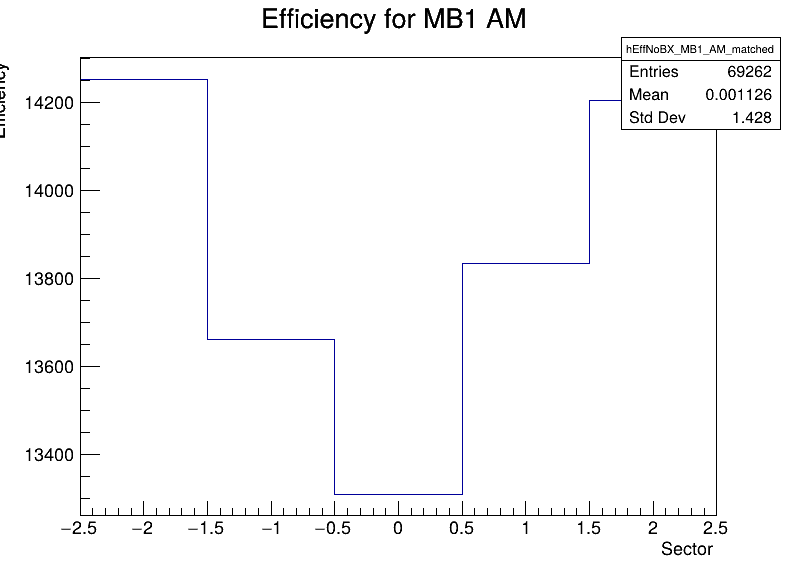 Efficiency for MB1 AM
hEffNoBX_MB1_AM_matched
Entries 69262
Mean 0.001126
Std Dev 1.428
Efficiency
14200
14000
13800
13600
13400
−2.5 −2 −1.5 −1 −0.5 0 0.5 1 1.5 2 2.5
Sector